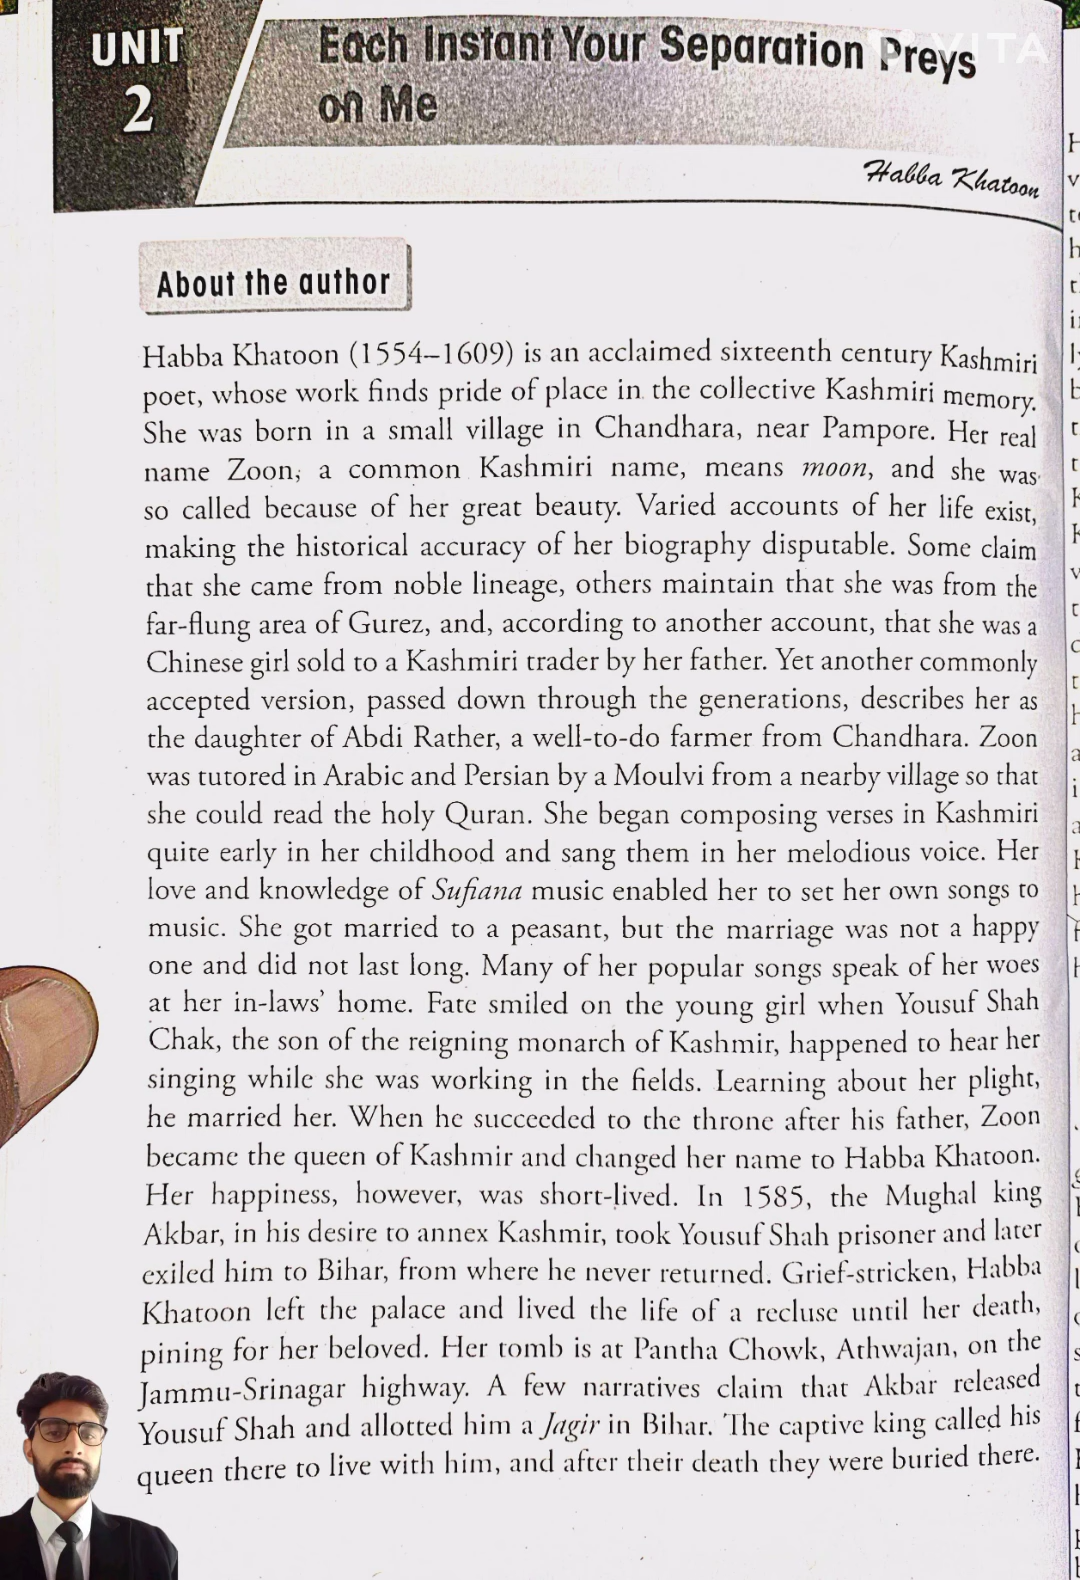 UNIT
2
Each Instant Your Separation Preys
on Me
VITA
Habba Khatoon
About the author
Habba Khatoon (1554–1609) is an acclaimed sixteenth century Kashmiri
poet, whose work finds pride of place in the collective Kashmiri memory.
She was born in a small village in Chandhara, near Pampore. Her real
name Zoon, a common Kashmiri name, means moon, and she was
so called because of her great beauty. Varied accounts of her life exist,
making the historical accuracy of her biography disputable. Some claim
that she came from noble lineage, others maintain that she was from the
far-flung area of Gurez, and, according to another account, that she was a
Chinese girl sold to a Kashmiri trader by her father. Yet another commonly
accepted version, passed down through the generations, describes her as
the daughter of Abdi Rather, a well-to-do farmer from Chandhara. Zoon
was tutored in Arabic and Persian by a Moulvi from a nearby village so that
she could read the holy Quran. She began composing verses in Kashmiri
quite early in her childhood and sang them in her melodious voice. Her
love and knowledge of Sufiana music enabled her to set her own songs to
music. She got married to a peasant, but the marriage was not a happy
one and did not last long. Many of her popular songs speak of her woes
at her in-laws' home. Fate smiled on the young girl when Yousuf Shah
Chak, the son of the reigning monarch of Kashmir, happened to hear her
singing while she was working in the fields. Learning about her plight,
he married her. When he succeeded to the throne after his father, Zoon
became the queen of Kashmir and changed her name to Habba Khatoon.
Her happiness, however, was short-lived. In 1585, the Mughal king
Akbar, in his desire to annex Kashmir, took Yousuf Shah prisoner and later
exiled him to Bihar, from where he never returned. Grief-stricken, Habba
Khatoon left the palace and lived the life of a recluse until her death,
pining for her beloved. Her tomb is at Pantha Chowk, Athwajan, on the
Jammu-Srinagar highway. A few narratives claim that Akbar released
Yousuf Shah and allotted him a Jagir in Bihar. The captive king called his
queen there to live with him, and after their death they were buried there.